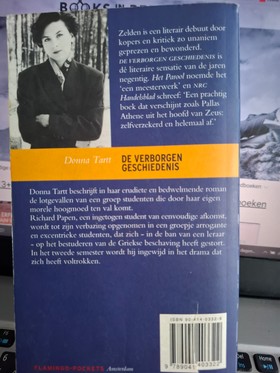 Zelden is een literair debuut door
kopers en kritiek zo unaniem
geprezen en bewonderd.
DE VERBORGEN GESCHIEDENIS is
dé literaire sensatie van de jaren
negentig. Het Parool noemde het
'een meesterwerk' en NRC
Handelsblad schreef: 'Een prachtig
boek dat verschijnt zoals Pallas
Athene uit het hoofd van Zeus:
zelfverzekerd en helemaal af.'
Donna Tartt DE VERBORGEN
GESCHIEDENIS
Donna Tartt beschrijft in haar erudiete en bedwelmende roman
de lotgevallen van een groep studenten die door haar eigen
morele hoogmoed ten val komt.
Richard Papen, een ingetogen student van eenvoudige afkomst,
wordt tot zijn verbazing opgenomen in een groepje arrogante
en excentrieke studenten, dat zich – in de ban van een leraar
– op het bestuderen van de Griekse beschaving heeft gestort.
In het tweede semester wordt hij ingewijd in het drama dat
zich heeft voltrokken.
oeken